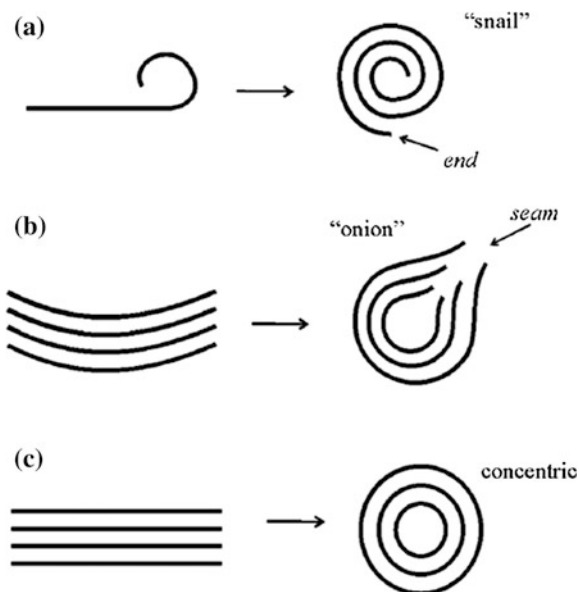 (a)
“snail”
end
(b)
“onion”
seam
(c)
concentric